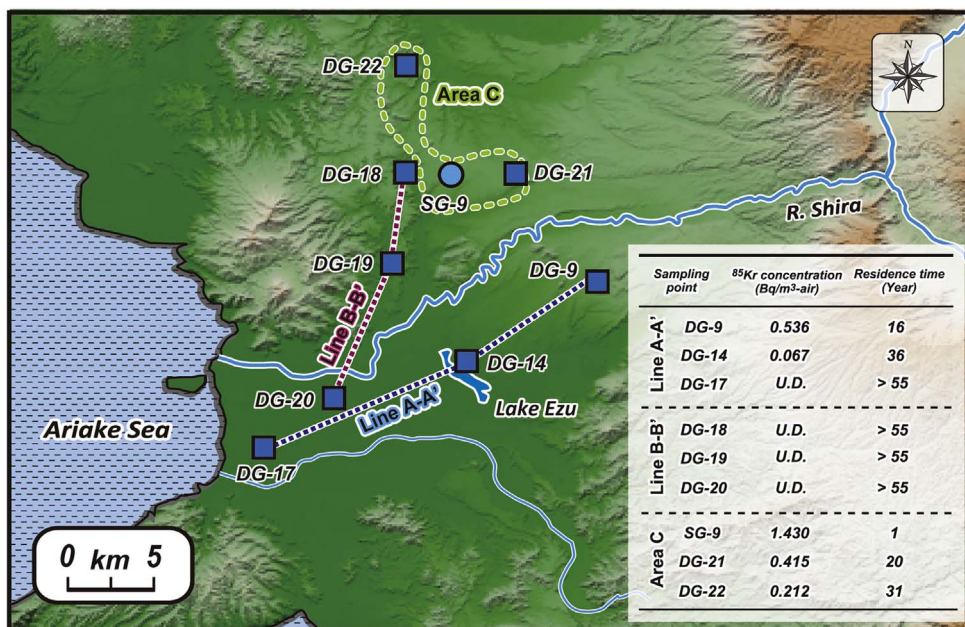 N
DG-22
Area C
DG-18
DG-21
SG-9
R. Shira
DG-19
DG-9
Line B-B'
DG-14
DG-20
Line A-A'
Lake Ezu
Ariake Sea
DG-17
0 km 5
Sampling point ⁸⁵Kr concentration (Bq/m³-air) Residence time (Year)
Line A-A'
DG-9 0.536 16
DG-14 0.067 36
DG-17 U.D. > 55
Line B-B'
DG-18 U.D. > 55
DG-19 U.D. > 55
DG-20 U.D. > 55
Area C
SG-9 1.430 1
DG-21 0.415 20
DG-22 0.212 31